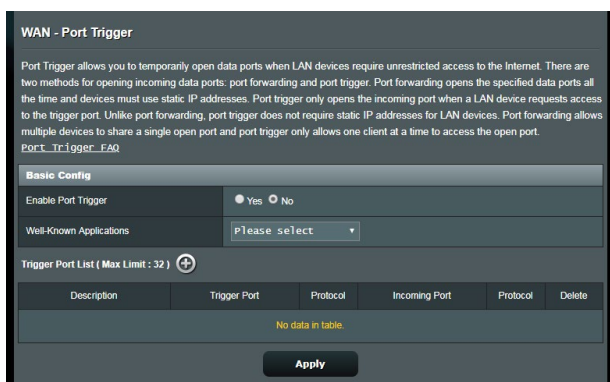 WAN - Port Trigger
Port Trigger allows you to temporarily open data ports when LAN devices require unrestricted access to the Internet. There are
two methods for opening incoming data ports: port forwarding and port trigger. Port forwarding opens the specified data ports all
the time and devices must use static IP addresses. Port trigger only opens the incoming port when a LAN device requests access
to the trigger port. Unlike port forwarding, port trigger does not require static IP addresses for LAN devices. Port forwarding allows
multiple devices to share a single open port and port trigger only allows one client at a time to access the open port.
Port Trigger FAQ
Basic Config
Enable Port Trigger Yes No
Well-Known Applications Please select
Trigger Port List ( Max Limit : 32 )
Description Trigger Port Protocol Incoming Port Protocol Delete
No data in table.
Apply